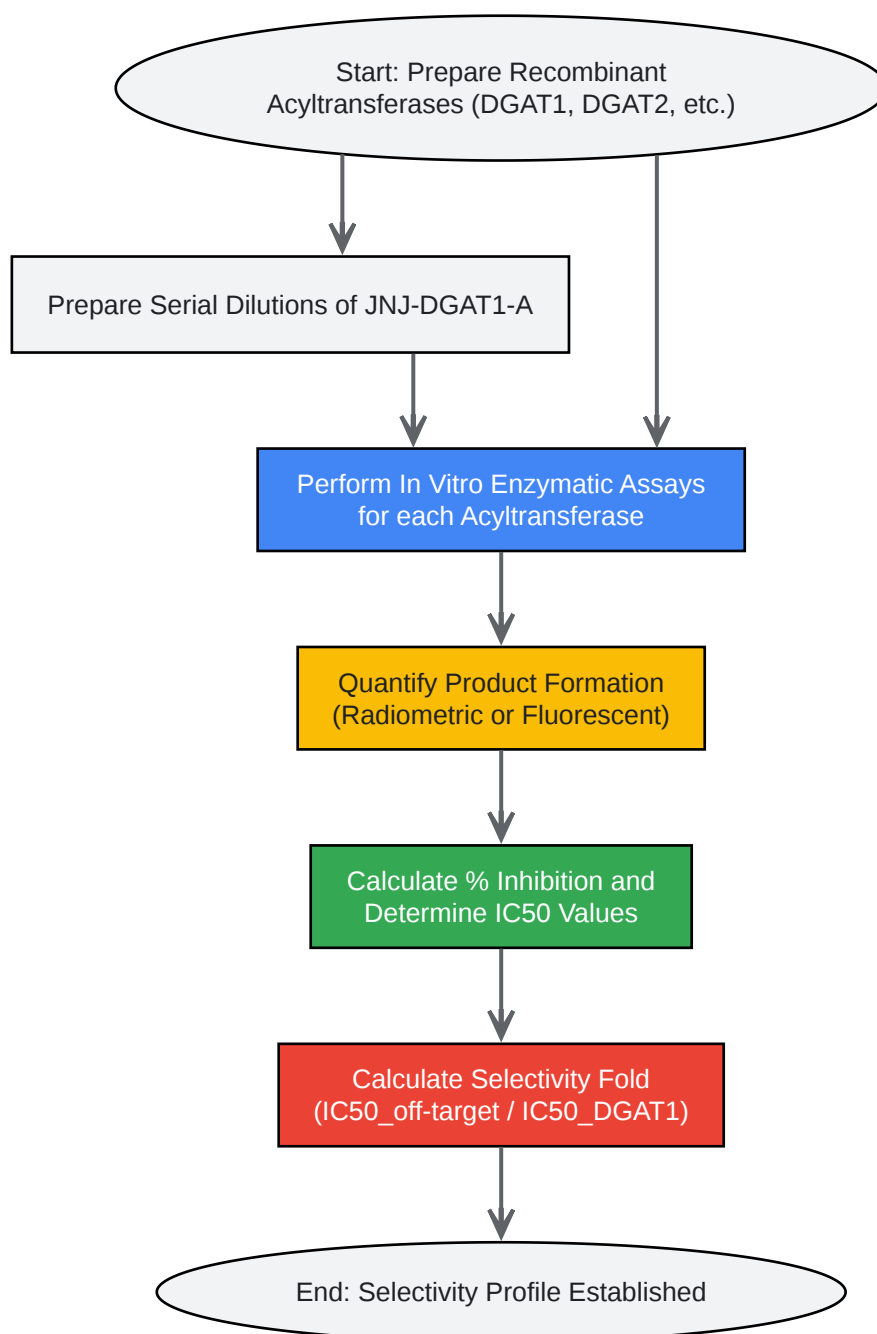 Start: Prepare Recombinant
Acyltransferases (DGAT1, DGAT2, etc.)
Prepare Serial Dilutions of JNJ-DGAT1-A
Perform In Vitro Enzymatic Assays
for each Acyltransferase
Quantify Product Formation
(Radiometric or Fluorescent)
Calculate % Inhibition and
Determine IC50 Values
Calculate Selectivity Fold
(IC50_off-target / IC50_DGAT1)
End: Selectivity Profile Established